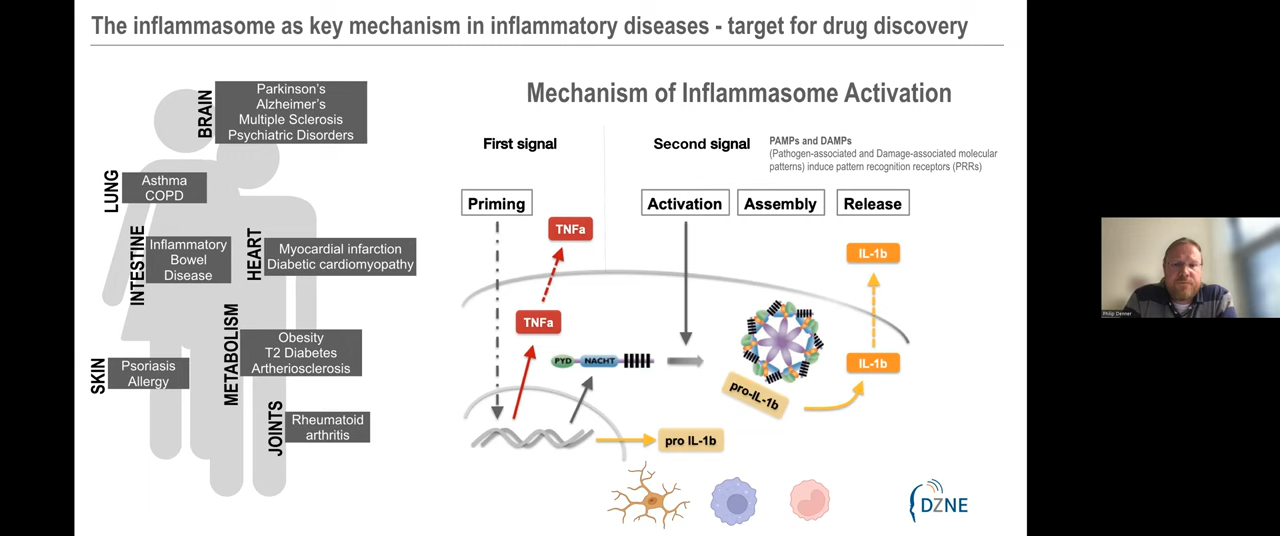 The inflammasome as key mechanism in inflammatory diseases - target for drug discovery
BRAIN
Parkinson's
Alzheimer's
Multiple Sclerosis
Psychiatric Disorders
LUNG
Asthma
COPD
INTESTINE
Inflammatory
Bowel
Disease
HEART
Myocardial infarction
Diabetic cardiomyopathy
METABOLISM
Obesity
T2 Diabetes
Artheriosclerosis
SKIN
Psoriasis
Allergy
JOINTS
Rheumatoid
arthritis
Mechanism of Inflammasome Activation
First signal
Second signal
PAMPs and DAMPs
(Pathogen-associated and Damage-associated molecular
patterns) induce pattern recognition receptors (PRRs)
Priming
Activation
Assembly
Release
TNFa
IL-1b
TNFa
PYD
NACHT
IL-1b
pro-IL-1b
pro IL-1b
DZNE
Philip Denner